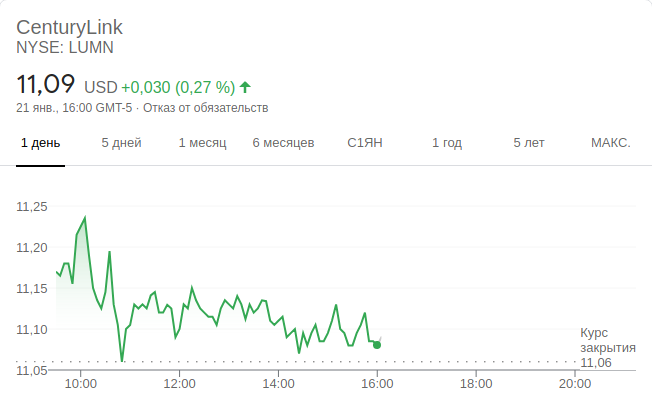 CenturyLink
NYSE: LUMN
11,09 USD +0,030 (0,27 %)
21 янв., 16:00 GMT-5 · Отказ от обязательств
1 день 5 дней 1 месяц 6 месяцев С1ЯН 1 год 5 лет МАКС.
11,25
11,20
11,15
11,10
11,05
Курс
закрытия
11,06
10:00 12:00 14:00 16:00 18:00 20:00